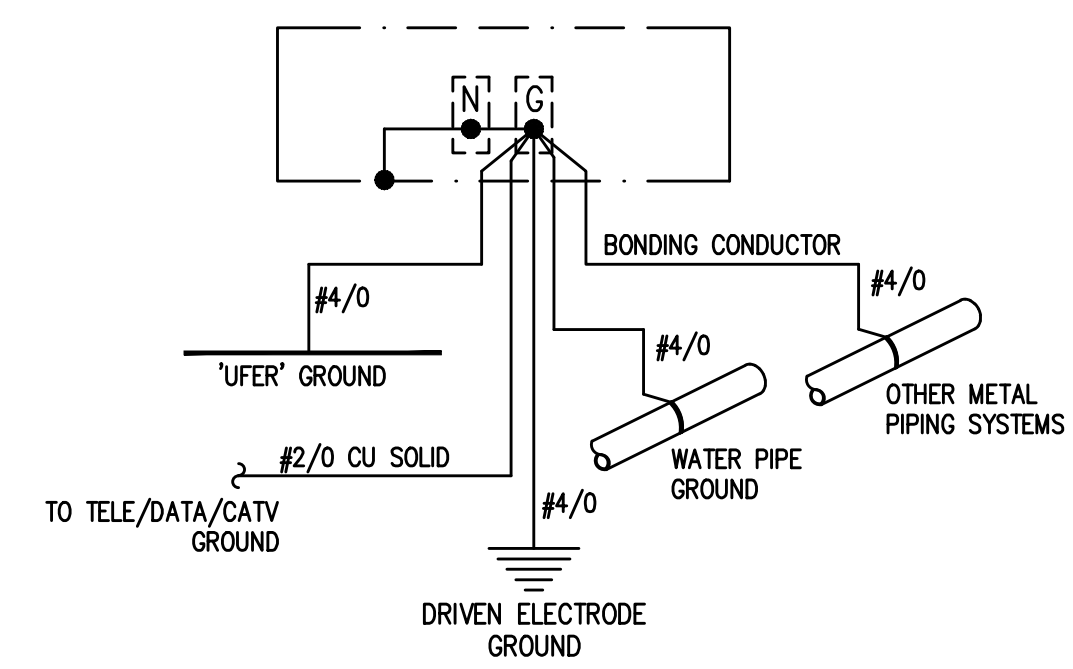 N G
BONDING CONDUCTOR
#4/0
#4/0
#4/0
'UFER' GROUND
OTHER METAL
PIPING SYSTEMS
#2/0 CU SOLID
WATER PIPE
GROUND
TO TELE/DATA/CATV
GROUND
#4/0
DRIVEN ELECTRODE
GROUND